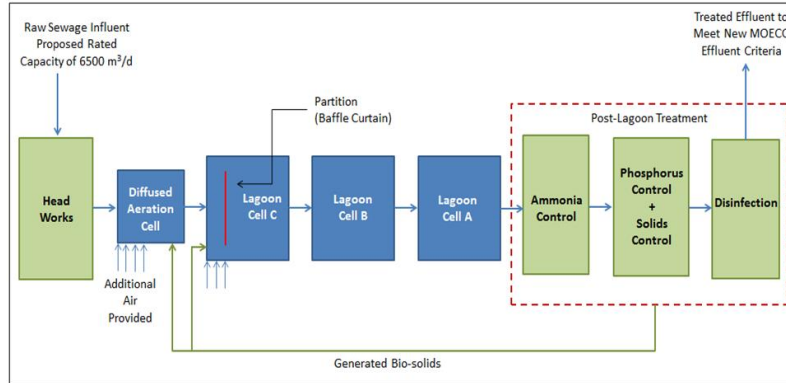 Raw Sewage Influent
Proposed Rated
Capacity of 6500 m³/d
Treated Effluent to
Meet New MOECC
Effluent Criteria
Partition
(Baffle Curtain)
Post-Lagoon Treatment
Head
Works
Diffused
Aeration
Cell
Lagoon
Cell C
Lagoon
Cell B
Lagoon
Cell A
Ammonia
Control
Phosphorus
Control
+
Solids
Control
Disinfection
Additional
Air
Provided
Generated Bio-solids